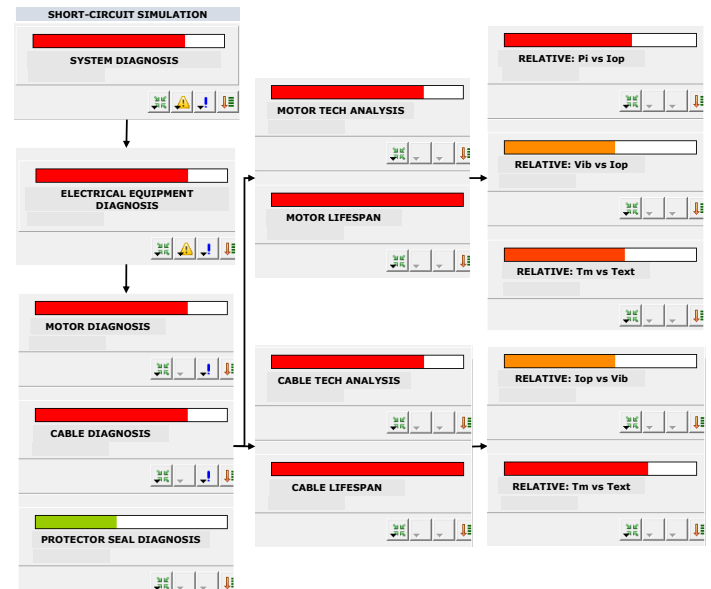 SHORT-CIRCUIT SIMULATION
SYSTEM DIAGNOSIS
ELECTRICAL EQUIPMENT
DIAGNOSIS
MOTOR DIAGNOSIS
CABLE DIAGNOSIS
PROTECTOR SEAL DIAGNOSIS
MOTOR TECH ANALYSIS
MOTOR LIFESPAN
CABLE TECH ANALYSIS
CABLE LIFESPAN
RELATIVE: Pi vs Iop
RELATIVE: Vib vs Iop
RELATIVE: Tm vs Text
RELATIVE: Iop vs Vib
RELATIVE: Tm vs Text